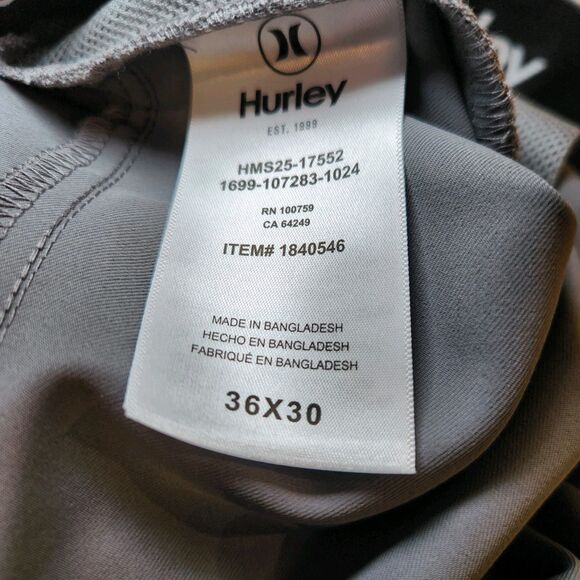 Hurley
EST. 1999
HMS25-17552
1699-107283-1024
RN 100759
CA 64249
ITEM# 1840546
MADE IN BANGLADESH
HECHO EN BANGLADESH
FABRIQUÉ EN BANGLADESH
36X30
ley